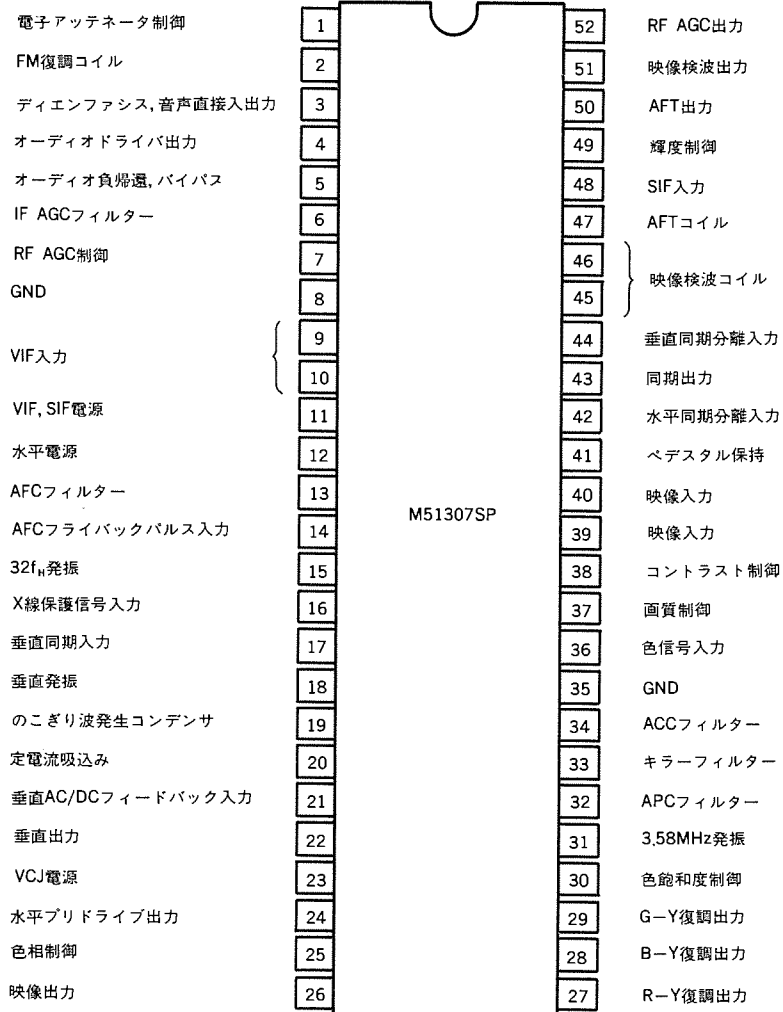 電子アッテネータ制御 1
FM復調コイル 2
ディエンファシス,音声直接入出力 3
オーディオドライバ出力 4
オーディオ負帰還,バイパス 5
IF AGCフィルター 6
RF AGC制御 7
GND 8
VIF入力 9
10
VIF, SIF電源 11
水平電源 12
AFCフィルター 13
AFCフライバックパルス入力 14
32fH発振 15
X線保護信号入力 16
垂直同期入力 17
垂直発振 18
のこぎり波発生コンデンサ 19
定電流吸込み 20
垂直AC/DCフィードバック入力 21
垂直出力 22
VCJ電源 23
水平プリドライブ出力 24
色相制御 25
映像出力 26
M51307SP
52 RF AGC出力
51 映像検波出力
50 AFT出力
49 輝度制御
48 SIF入力
47 AFTコイル
46 映像検波コイル
45
44 垂直同期分離入力
43 同期出力
42 水平同期分離入力
41 ペデスタル保持
40 映像入力
39 映像入力
38 コントラスト制御
37 画質制御
36 色信号入力
35 GND
34 ACCフィルター
33 キラーフィルター
32 APCフィルター
31 3.58MHz発振
30 色飽和度制御
29 G-Y復調出力
28 B-Y復調出力
27 R-Y復調出力